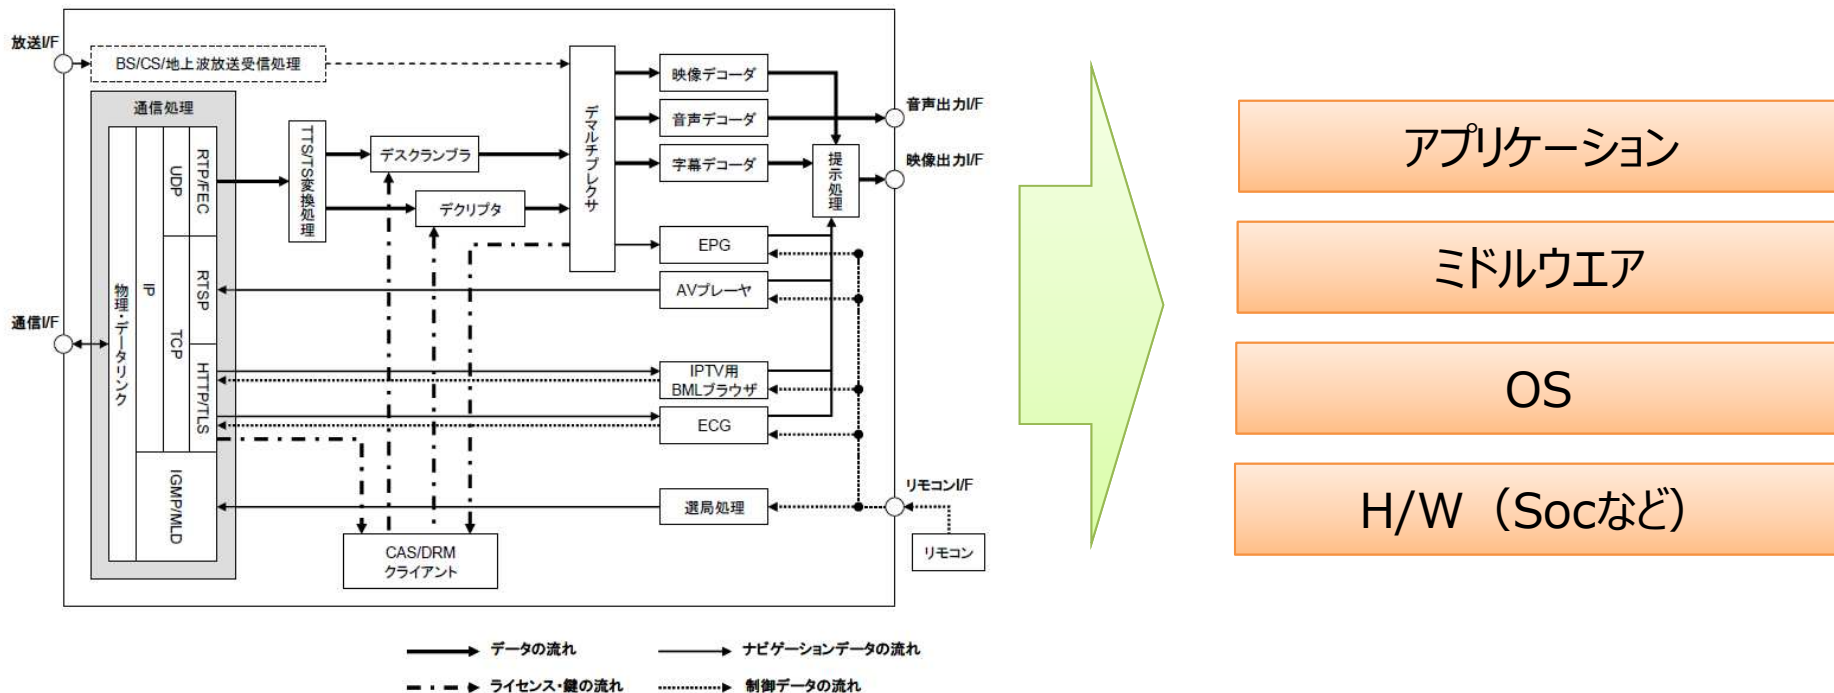 放送I/F
BS/CS/地上波放送受信処理
通信処理
物理・データリンク
IP
UDP
TCP
RTP/FEC
RTSP
HTTP/TLS
IGMP/MLD
通信I/F
TTS/TS変換処理
デスクランブラ
デクリプタ
デマルチプレクサ
映像デコーダ
音声デコーダ
字幕デコーダ
提示処理
音声出力I/F
映像出力I/F
EPG
AVプレーヤ
IPTV用
BMLブラウザ
ECG
選局処理
CAS/DRM
クライアント
リモコンI/F
リモコン
データの流れ
ナビゲーションデータの流れ
ライセンス・鍵の流れ
制御データの流れ
アプリケーション
ミドルウエア
OS
H/W（Socなど）